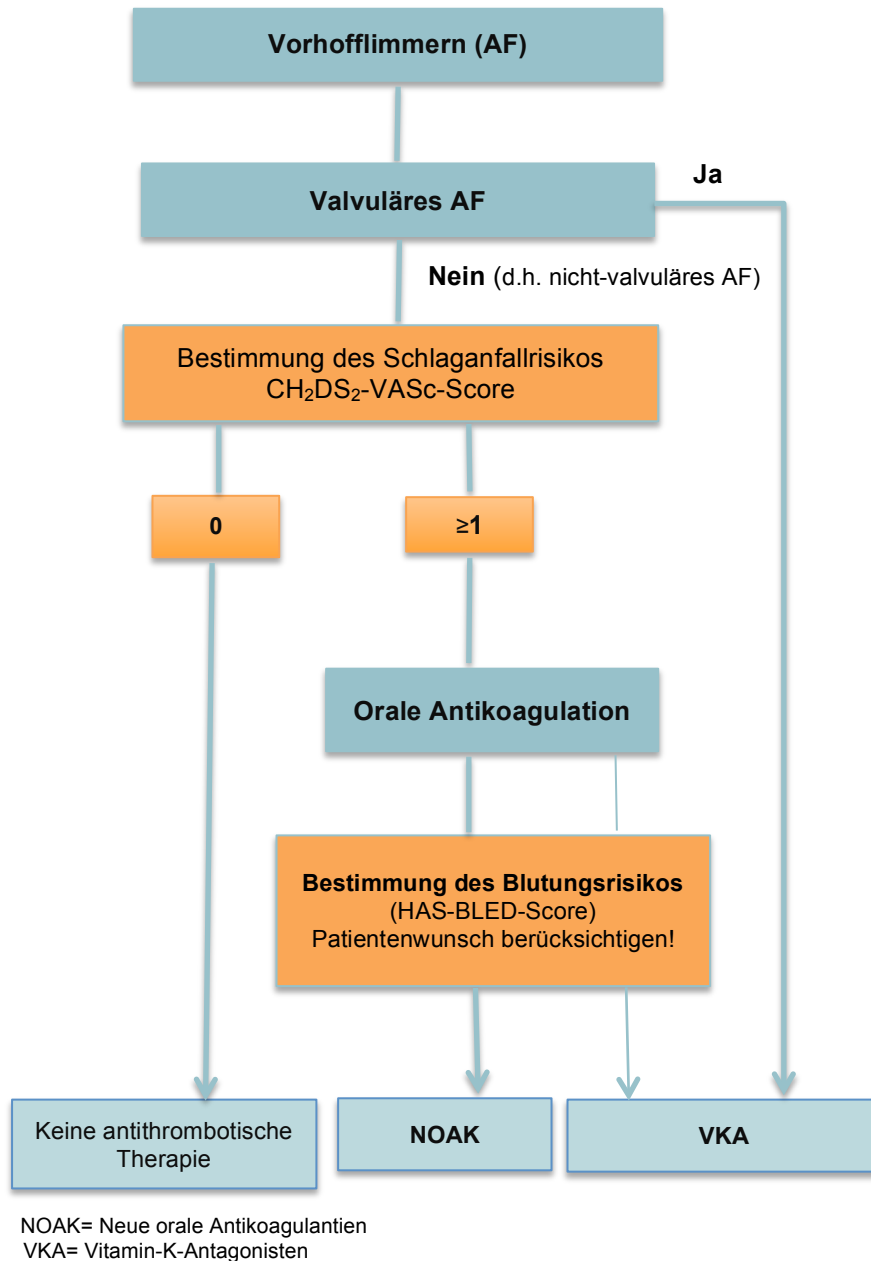 Vorhofflimmern (AF)
Valvuläres AF
Ja
Nein (d.h. nicht-valvuläres AF)
Bestimmung des Schlaganfallrisikos
CH₂DS₂-VASc-Score
0
≥1
Orale Antikoagulation
Bestimmung des Blutungsrisikos
(HAS-BLED-Score)
Patientenwunsch berücksichtigen!
Keine antithrombotische
Therapie
NOAK
VKA
NOAK= Neue orale Antikoagulantien
VKA= Vitamin-K-Antagonisten